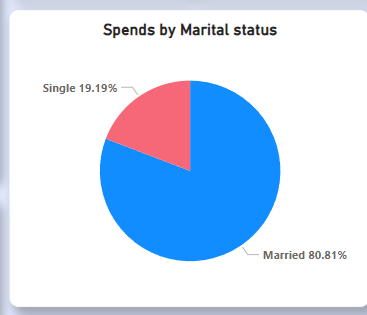 Spends by Marital status
Single 19.19%
Married 80.81%